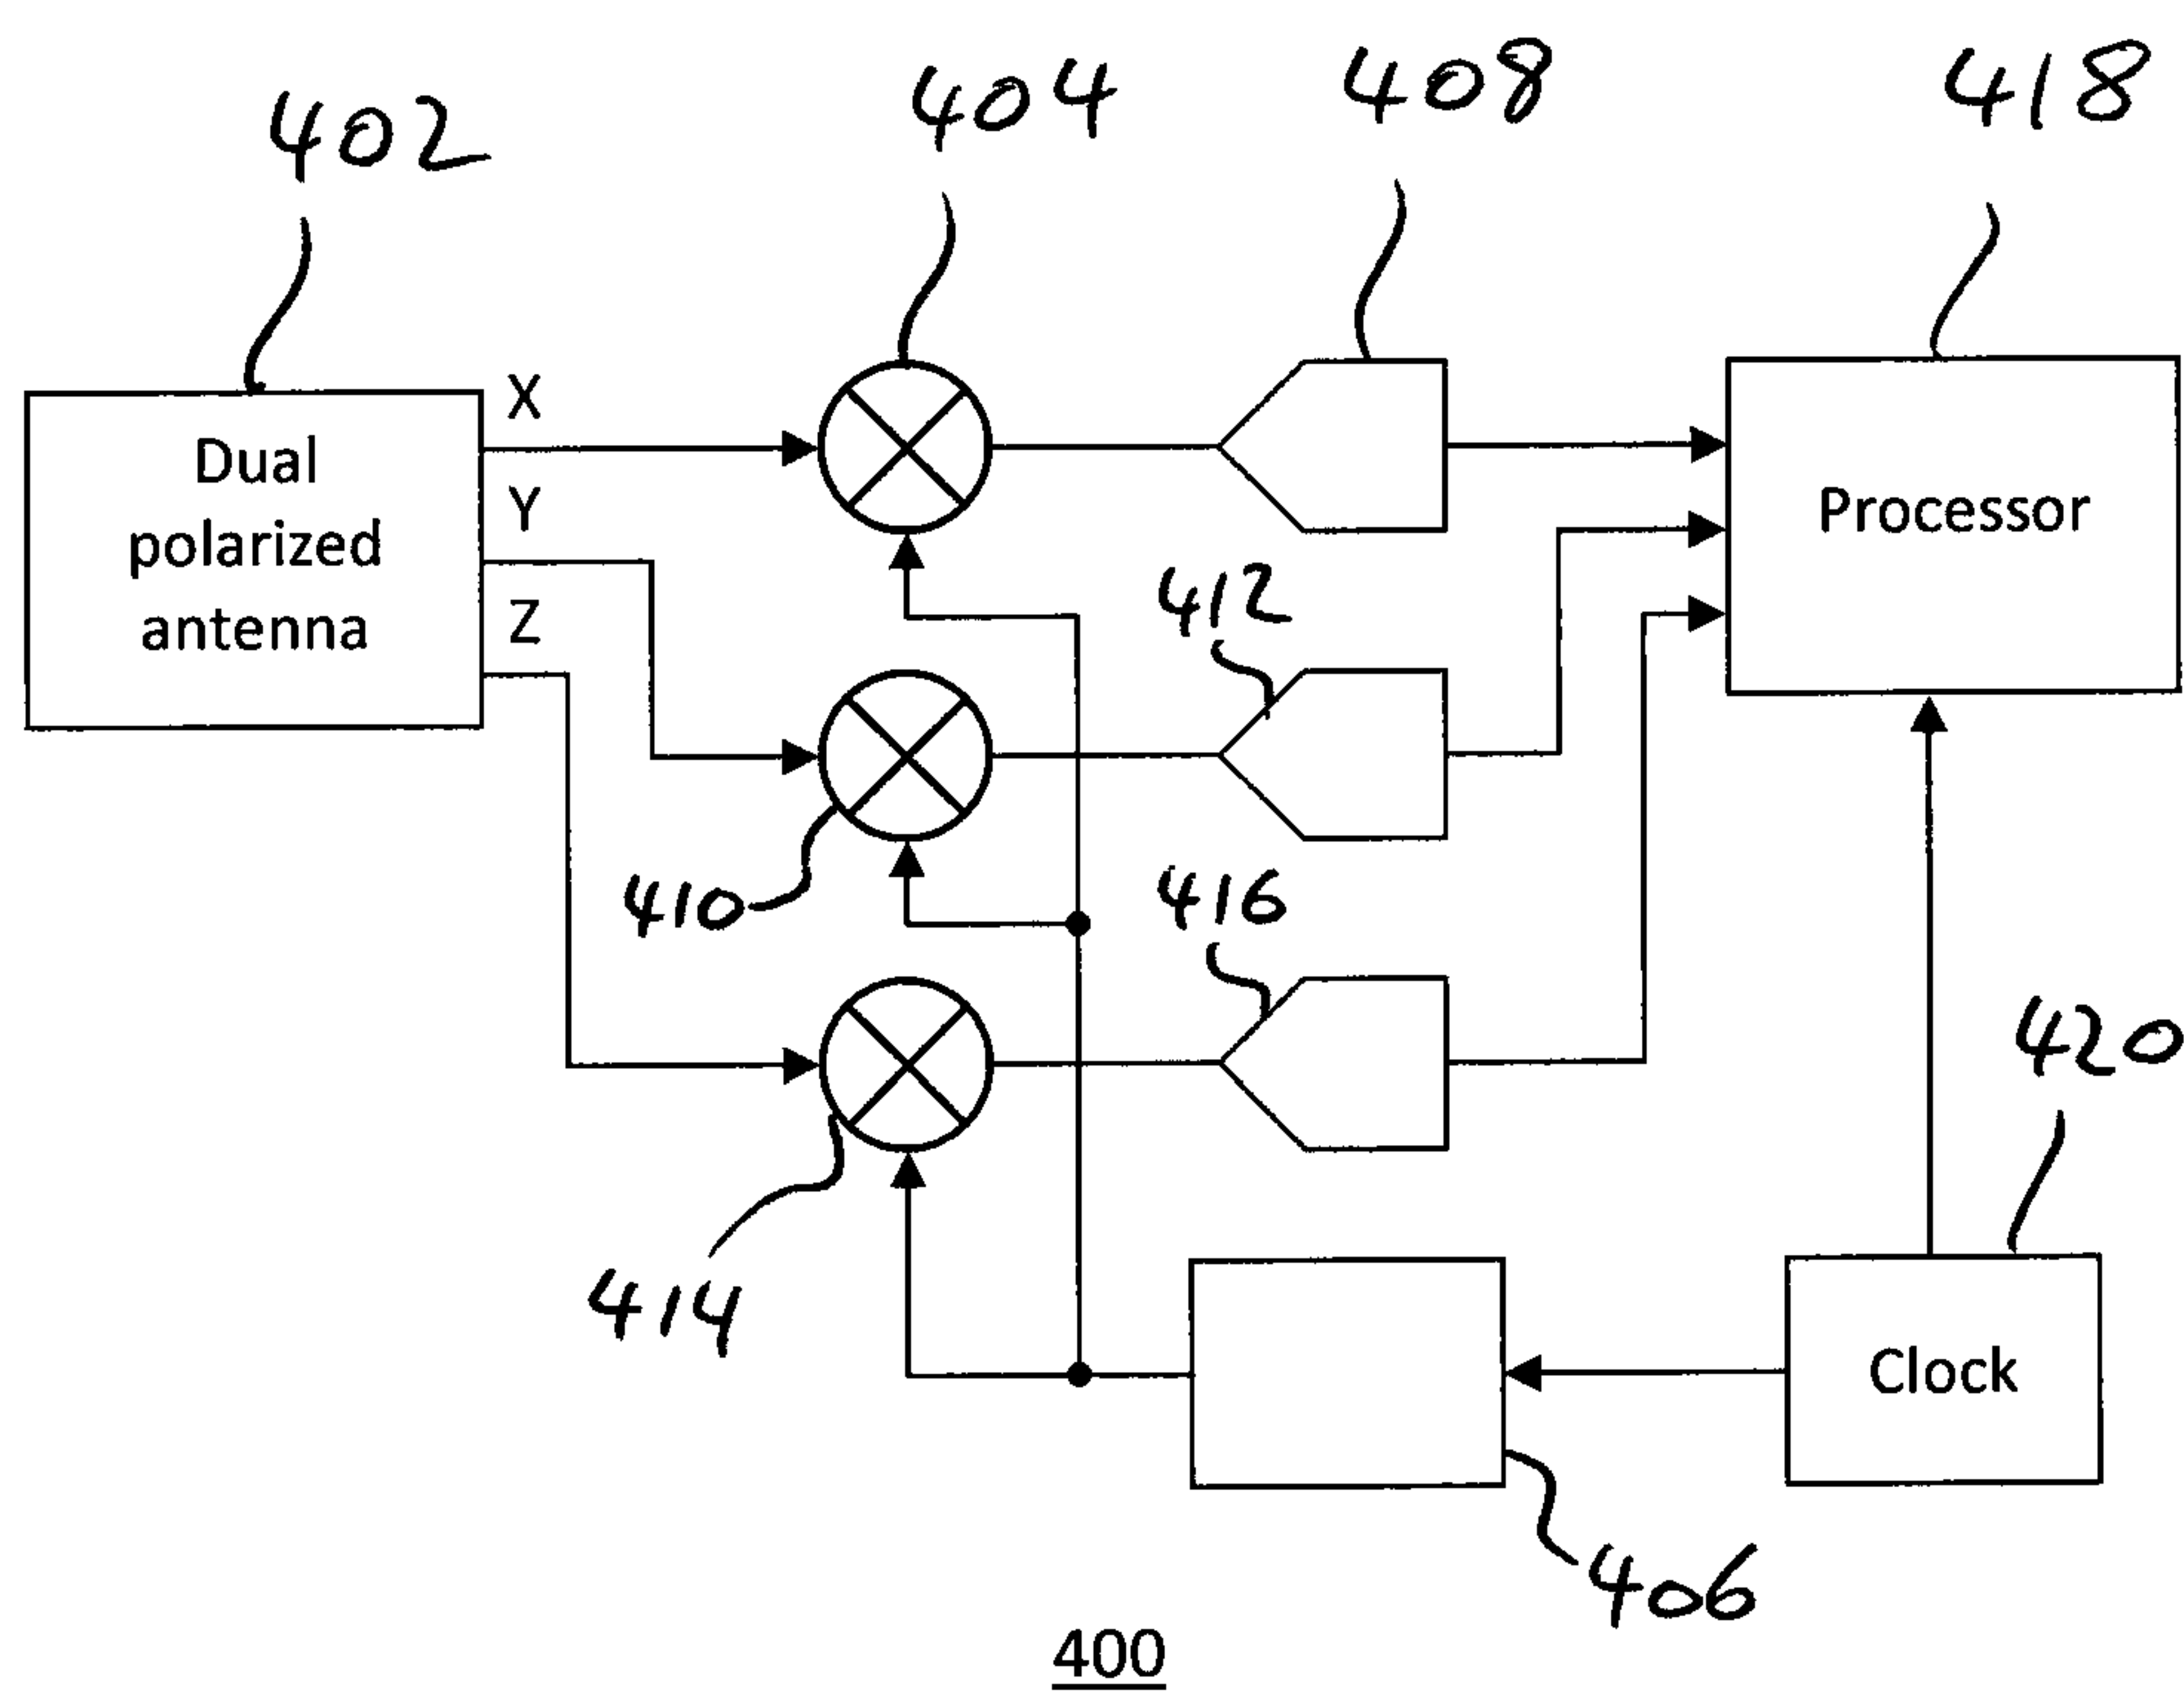 402
404
408
418
X
Y
Z
Dual
polarized
antenna
Processor
412
410
416
420
414
Clock
406
400